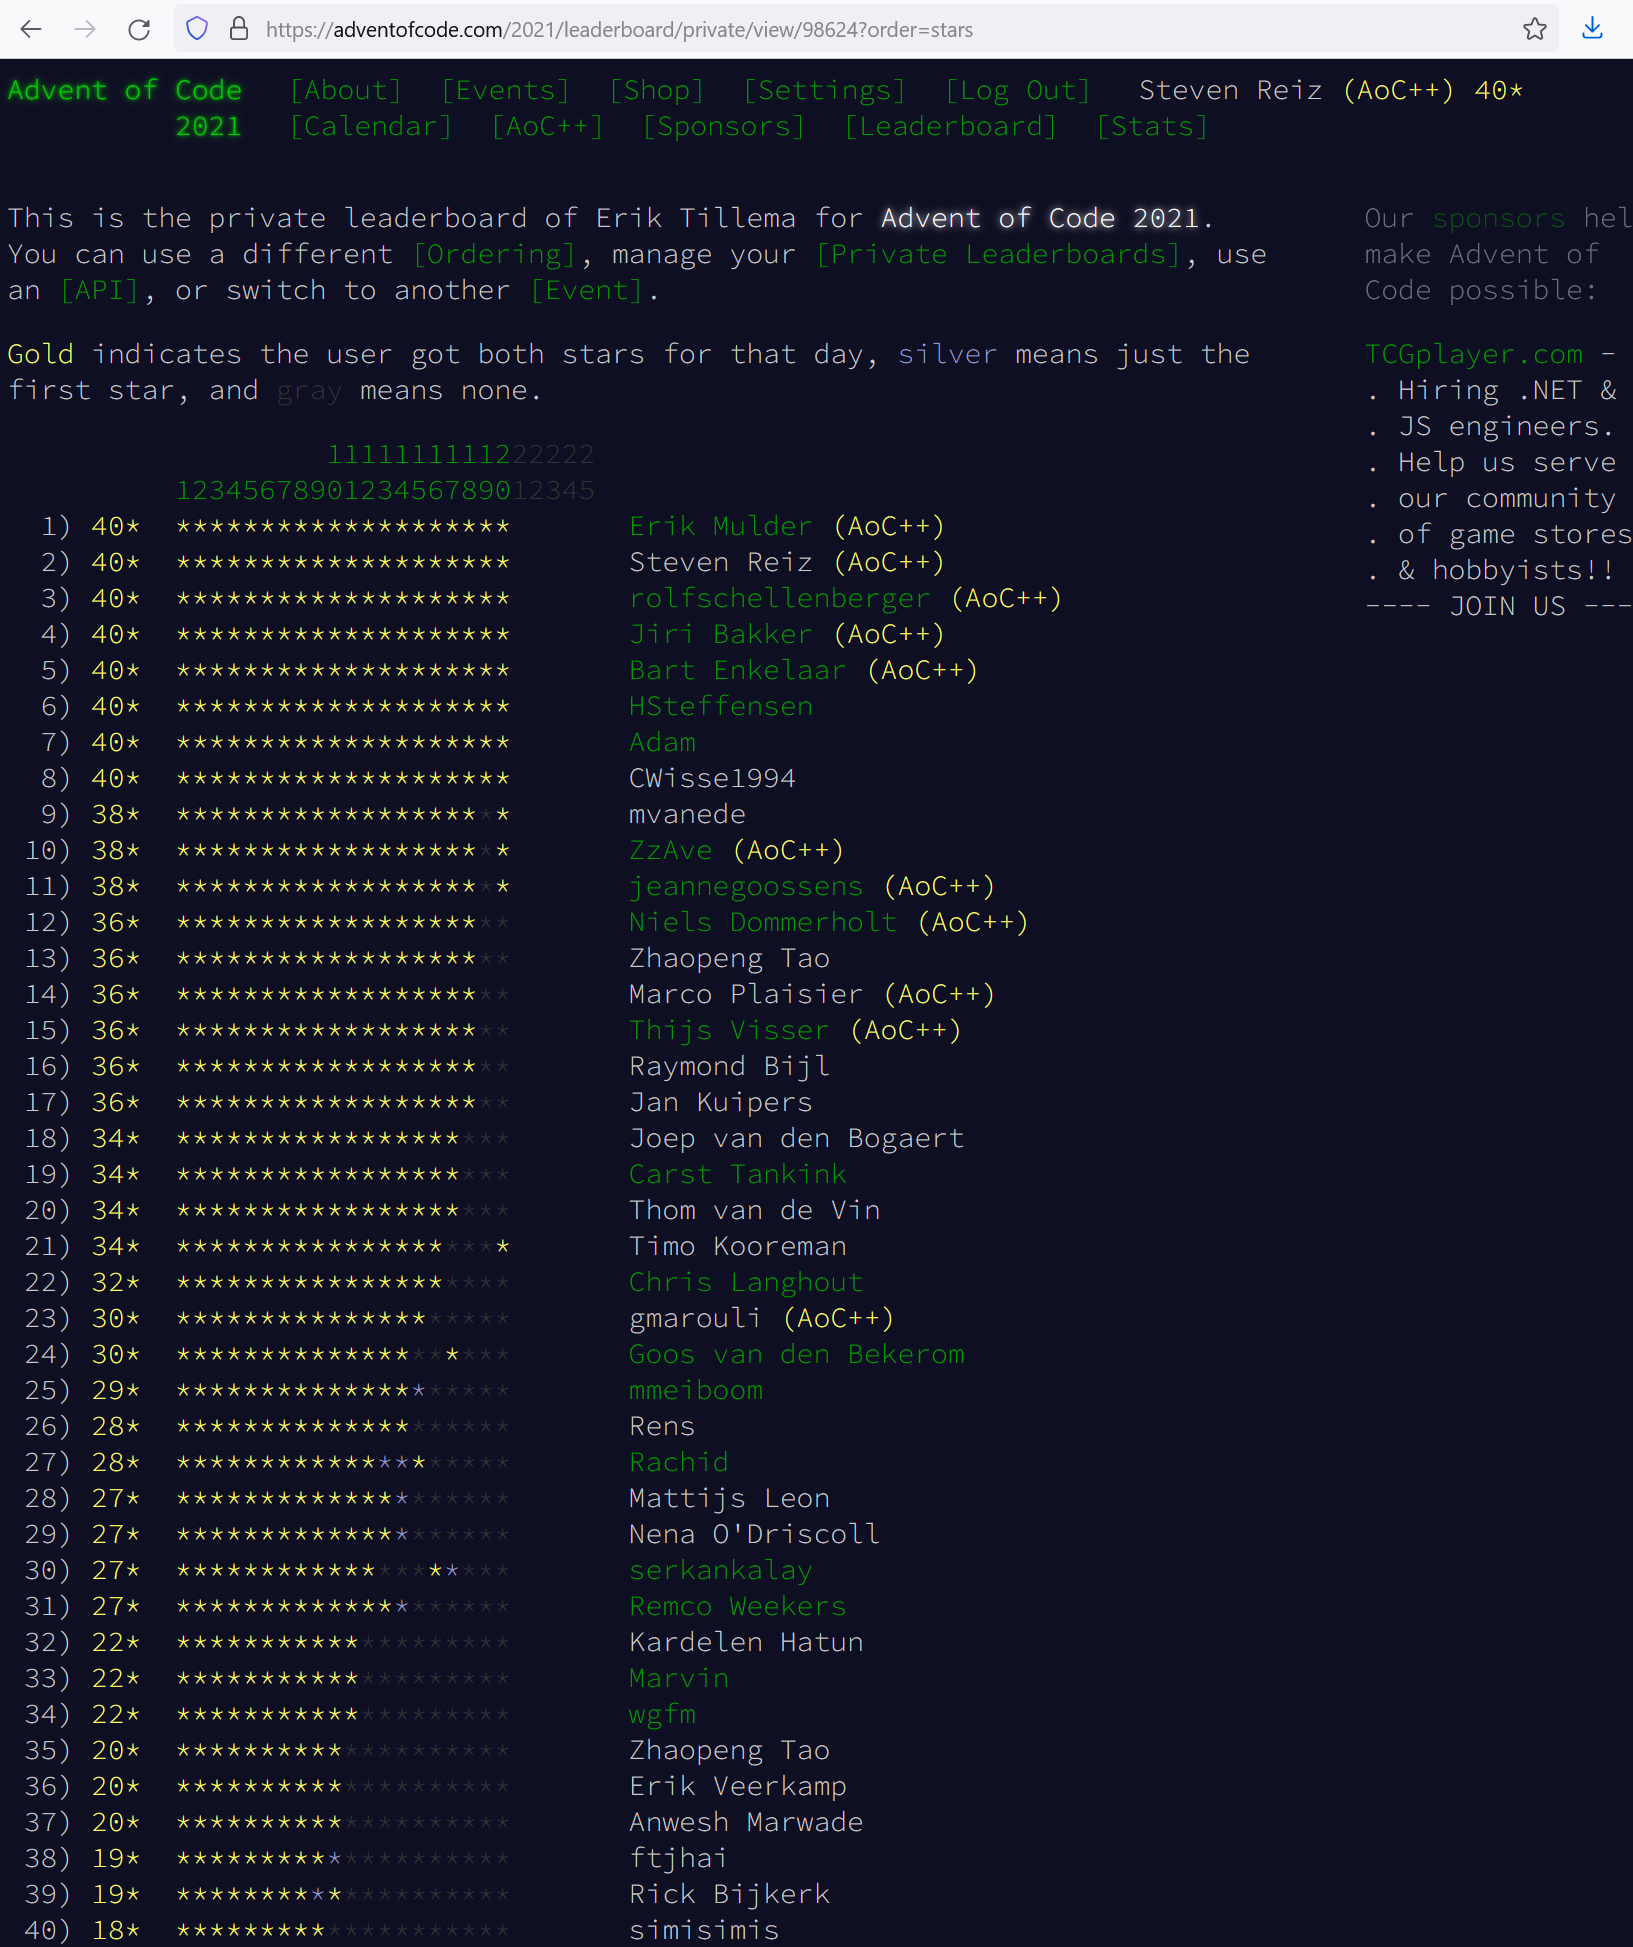 https://adventofcode.com/2021/leaderboard/private/view/98624?order=stars
Advent of Code [About] [Events] [Shop] [Settings] [Log Out] Steven Reiz (AoC++) 40*
2021 [Calendar] [AoC++] [Sponsors] [Leaderboard] [Stats]
This is the private leaderboard of Erik Tillema for Advent of Code 2021.
You can use a different [Ordering], manage your [Private Leaderboards], use
an [API], or switch to another [Event].
Gold indicates the user got both stars for that day, silver means just the
first star, and gray means none.
1111111111222222
1234567890123456789012345
1) 40* ******************** Erik Mulder (AoC++)
2) 40* ******************** Steven Reiz (AoC++)
3) 40* ******************** rolfschellenberger (AoC++)
4) 40* ******************** Jiri Bakker (AoC++)
5) 40* ******************** Bart Enkelaar (AoC++)
6) 40* ******************** HSteffensen
7) 40* ******************** Adam
8) 40* ******************** CWisse1994
9) 38* ******************** mvanede
10) 38* ******************** ZzAve (AoC++)
11) 38* ******************** jeannegoossens (AoC++)
12) 36* ******************** Niels Dommerholt (AoC++)
13) 36* ******************** Zhaopeng Tao
14) 36* ******************** Marco Plaisier (AoC++)
15) 36* ******************** Thijs Visser (AoC++)
16) 36* ******************** Raymond Bijl
17) 36* ******************** Jan Kuipers
18) 34* ******************** Joep van den Bogaert
19) 34* ******************** Carst Tankink
20) 34* ******************** Thom van de Vin
21) 34* ******************** Timo Kooreman
22) 32* ******************** Chris Langhout
23) 30* ******************** gmarouli (AoC++)
24) 30* ******************** Goos van den Bekerom
25) 29* ******************** mmeiboom
26) 28* ******************** Rens
27) 28* ******************** Rachid
28) 27* ******************** Mattijs Leon
29) 27* ******************** Nena O'Driscoll
30) 27* ******************** serkankalay
31) 27* ******************** Remco Weekers
32) 22* ******************** Kardelen Hatun
33) 22* ******************** Marvin
34) 22* ******************** wgfm
35) 20* ******************** Zhaopeng Tao
36) 20* ******************** Erik Veerkamp
37) 20* ******************** Anwesh Marwade
38) 19* ******************** ftjhai
39) 19* ******************** Rick Bijkerk
40) 18* ******************** simisimis
Our sponsors hel
make Advent of
Code possible:
TCGplayer.com -
. Hiring .NET &
. JS engineers.
. Help us serve
. our community
. of game stores
. & hobbyists!!
---- JOIN US ---